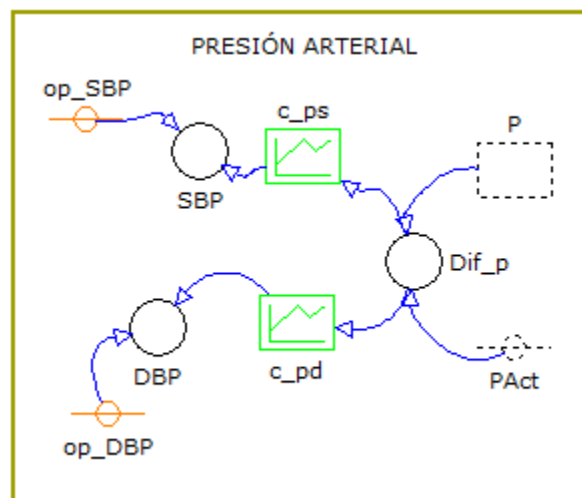 PRESIÓN ARTERIAL
op_SBP
c_ps
P
SBP
Dif_p
DBP
c_pd
PAct
op_DBP